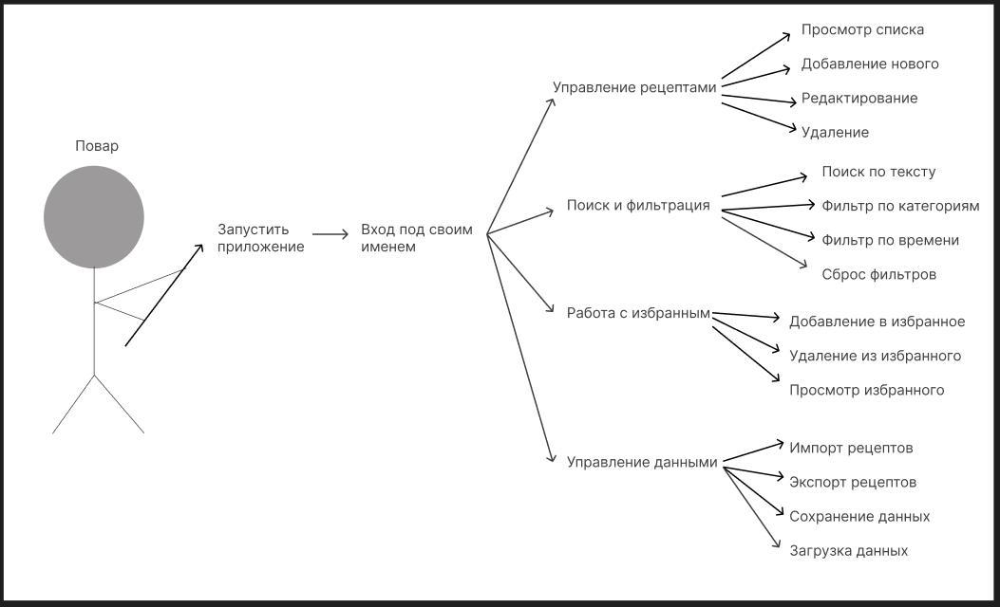 Повар
Запустить
приложение
Вход под своим
именем
Управление рецептами
Просмотр списка
Добавление нового
Редактирование
Удаление
Поиск и фильтрация
Поиск по тексту
Фильтр по категориям
Фильтр по времени
Сброс фильтров
Работа с избранным
Добавление в избранное
Удаление из избранного
Просмотр избранного
Управление данными
Импорт рецептов
Экспорт рецептов
Сохранение данных
Загрузка данных